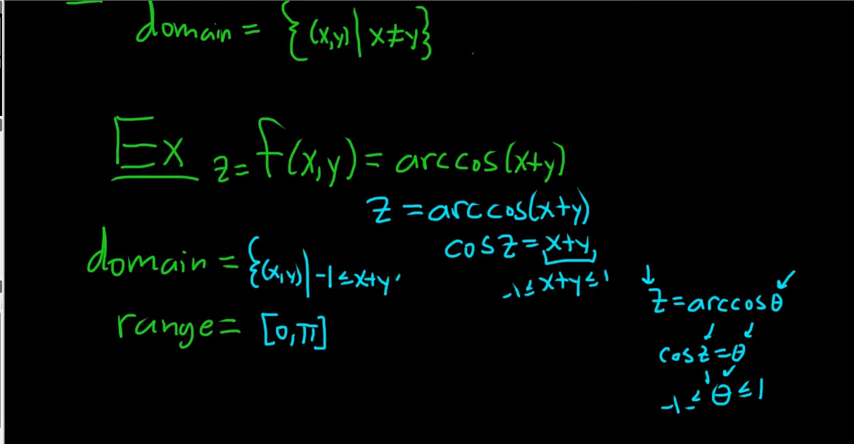 domain = {(x,y)| x≠y}
Ex z= f(x,y) = arccos(x+y)
z = arccos(x+y)
cos z = x+y,
-1 ≤ x+y ≤ 1
domain = {(x,y)| -1 ≤ x+y
range = [0,π]
z = arccos θ
cos z = θ
-1 ≤ θ ≤ 1